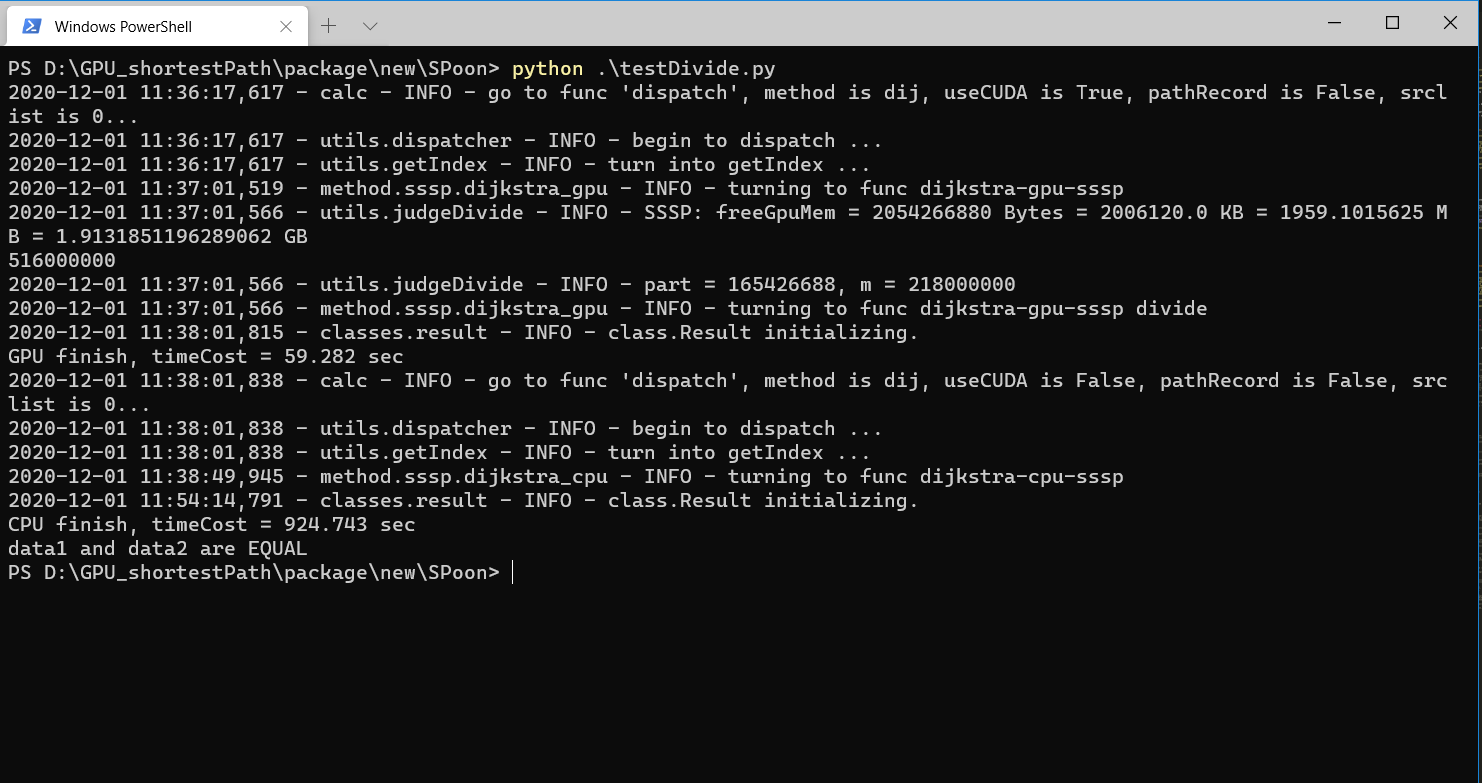 Windows PowerShell
PS D:\GPU_shortestPath\package\new\SPoon> python .\testDivide.py
2020-12-01 11:36:17,617 - calc - INFO - go to func 'dispatch', method is dij, useCUDA is True, pathRecord is False, srcl
ist is 0...
2020-12-01 11:36:17,617 - utils.dispatcher - INFO - begin to dispatch ...
2020-12-01 11:36:17,617 - utils.getIndex - INFO - turn into getIndex ...
2020-12-01 11:37:01,519 - method.sssp.dijkstra_gpu - INFO - turning to func dijkstra-gpu-sssp
2020-12-01 11:37:01,566 - utils.judgeDivide - INFO - SSSP: freeGpuMem = 2054266880 Bytes = 2006120.0 KB = 1959.1015625 M
B = 1.9131851196289062 GB
516000000
2020-12-01 11:37:01,566 - utils.judgeDivide - INFO - part = 165426688, m = 218000000
2020-12-01 11:37:01,566 - method.sssp.dijkstra_gpu - INFO - turning to func dijkstra-gpu-sssp divide
2020-12-01 11:38:01,815 - classes.result - INFO - class.Result initializing.
GPU finish, timeCost = 59.282 sec
2020-12-01 11:38:01,838 - calc - INFO - go to func 'dispatch', method is dij, useCUDA is False, pathRecord is False, src
list is 0...
2020-12-01 11:38:01,838 - utils.dispatcher - INFO - begin to dispatch ...
2020-12-01 11:38:01,838 - utils.getIndex - INFO - turn into getIndex ...
2020-12-01 11:38:49,945 - method.sssp.dijkstra_cpu - INFO - turning to func dijkstra-cpu-sssp
2020-12-01 11:54:14,791 - classes.result - INFO - class.Result initializing.
CPU finish, timeCost = 924.743 sec
data1 and data2 are EQUAL
PS D:\GPU_shortestPath\package\new\SPoon>